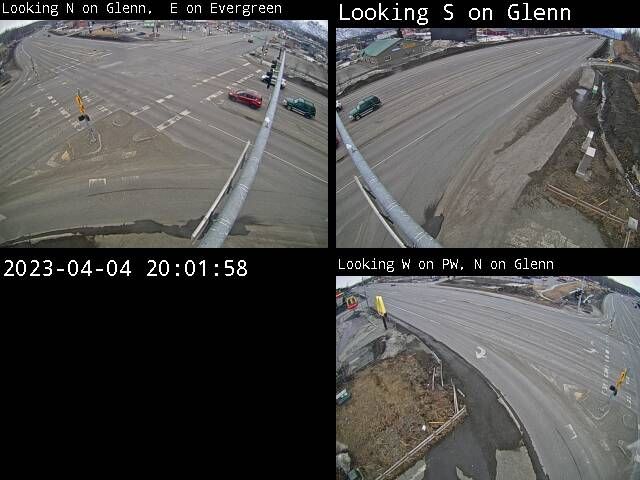 Looking N on Glenn,  E on Evergreen
Looking S on Glenn
2023-04-04 20:01:58
Looking W on PW, N on Glenn